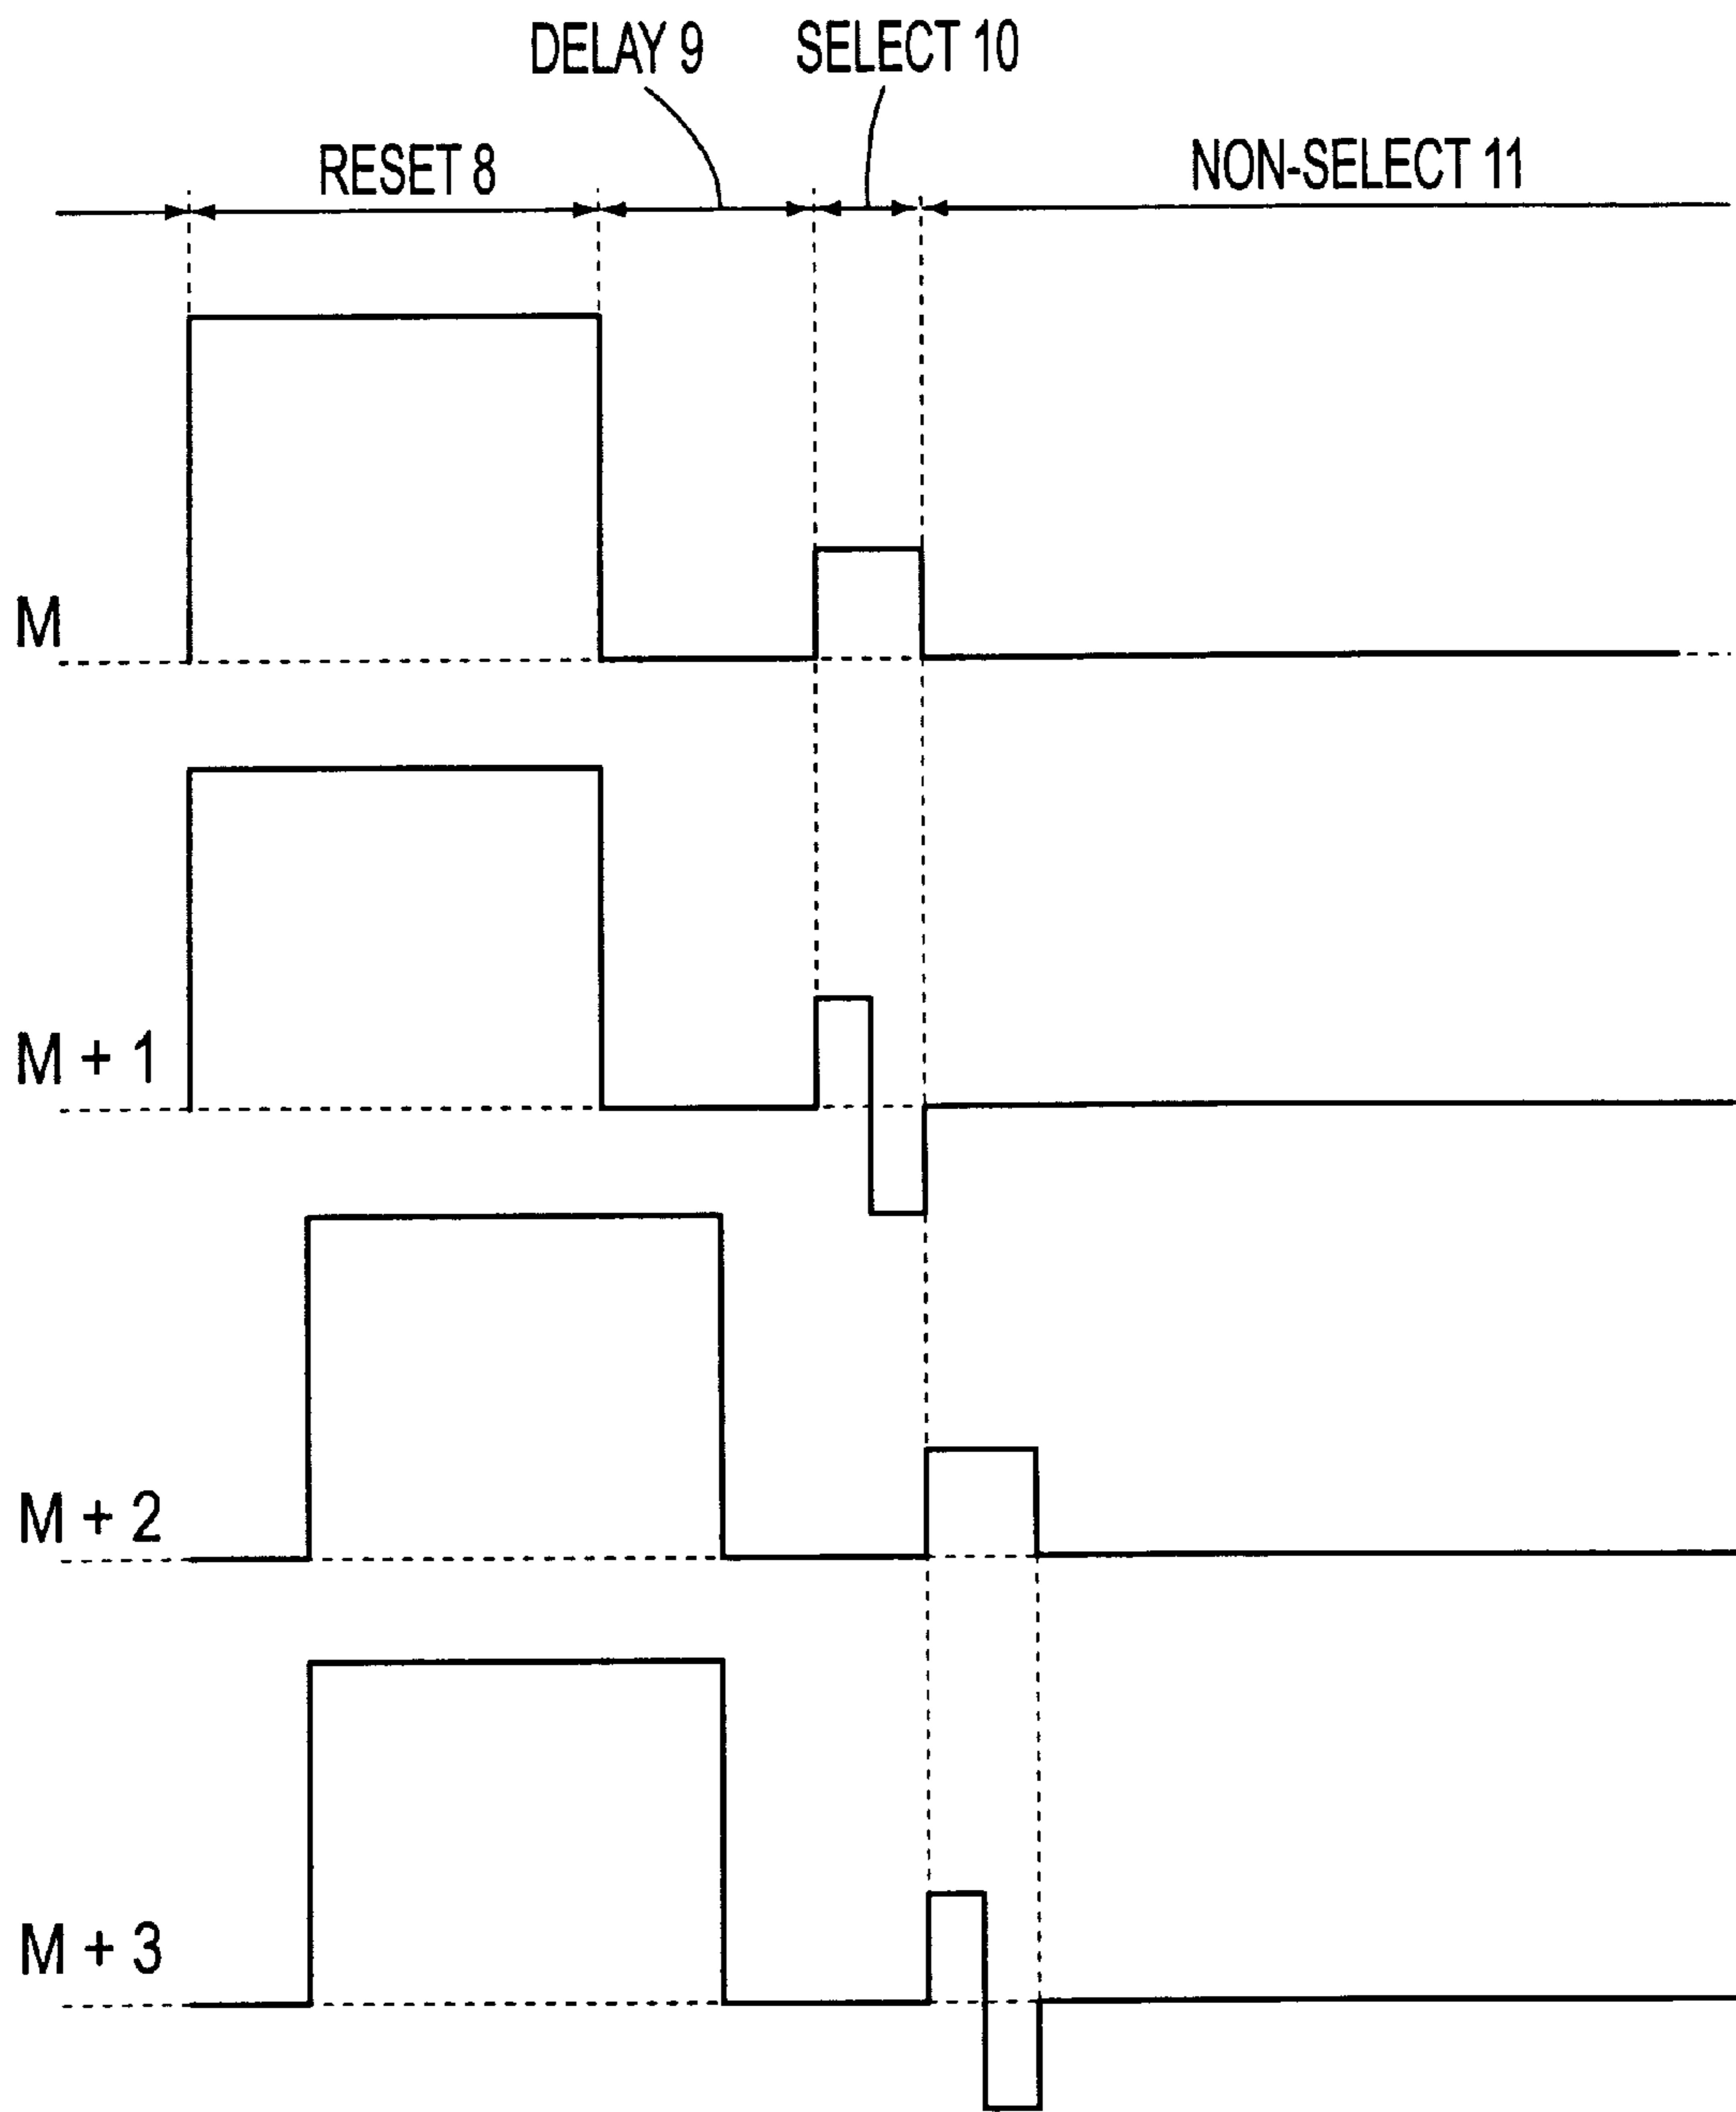 DELAY 9 SELECT 10
RESET 8 NON-SELECT 11
M
M + 1
M + 2
M + 3